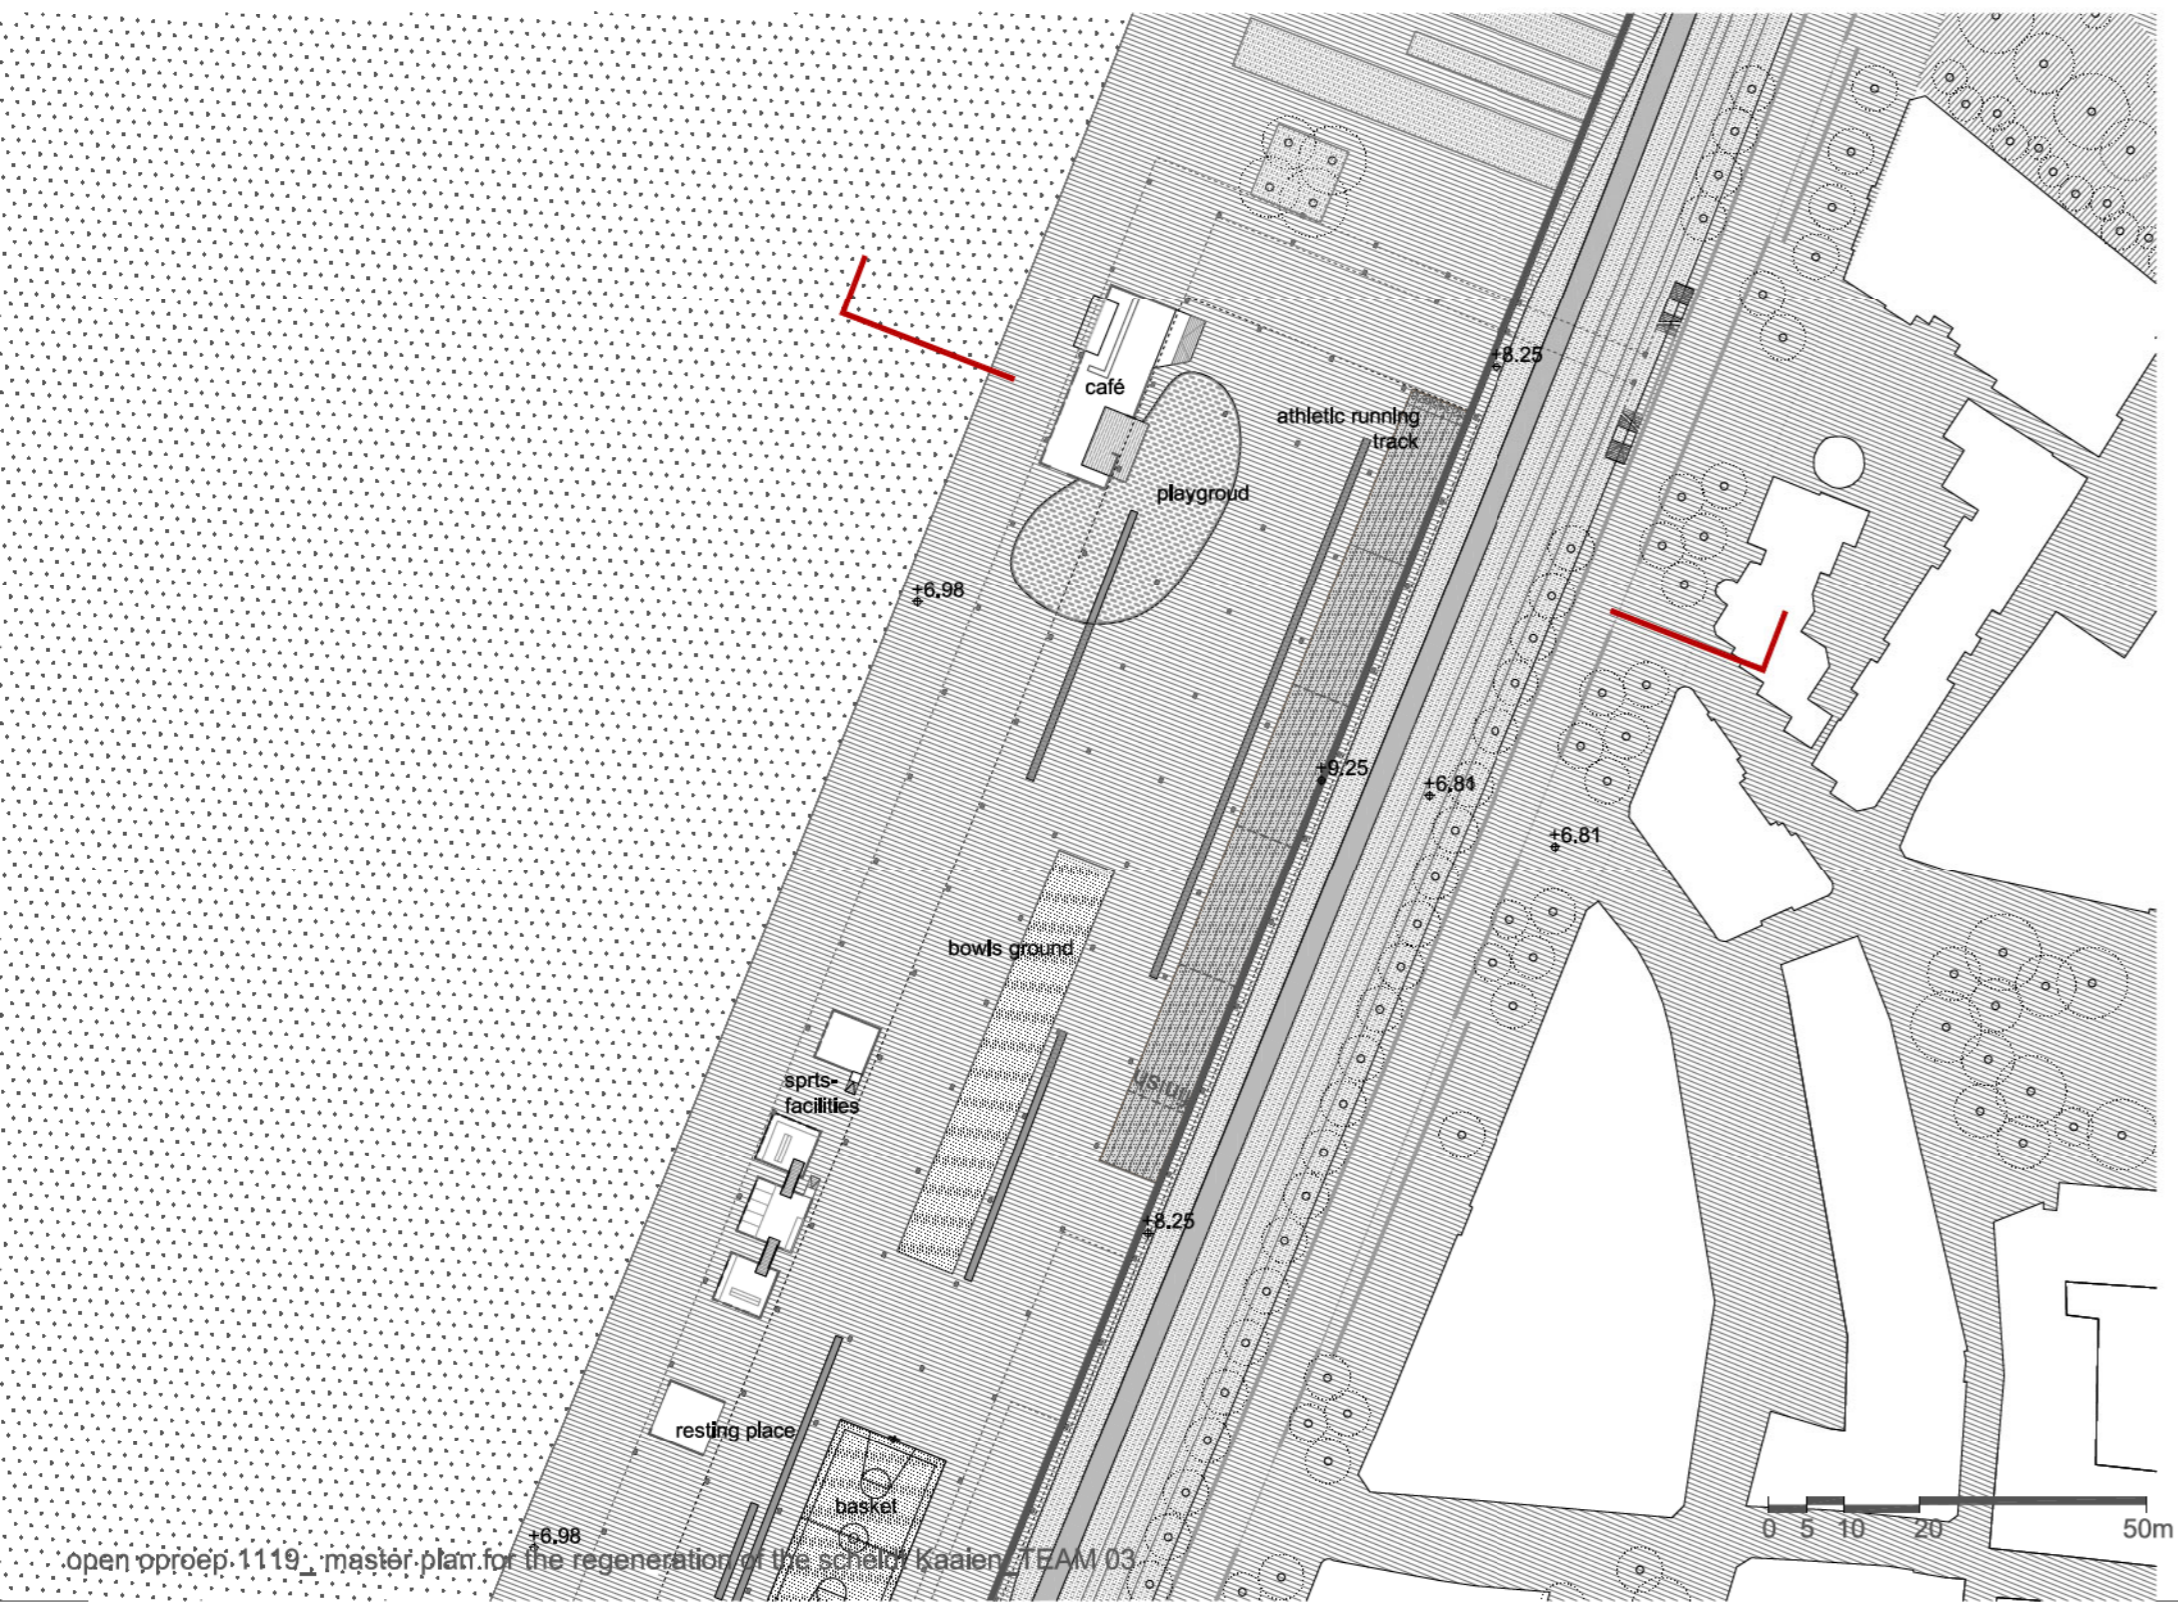 +8.25
café
athletic running
track
playgroud
+6.98
+9.25
+6.81
+6.81
bowls ground
sprts-
facilities
finish
+8.25
resting place
basket
+6.98
0 5 10 20 50m
open oproep 1119_ master plan for the regeneration of the scheldt Kaaien_TEAM 03